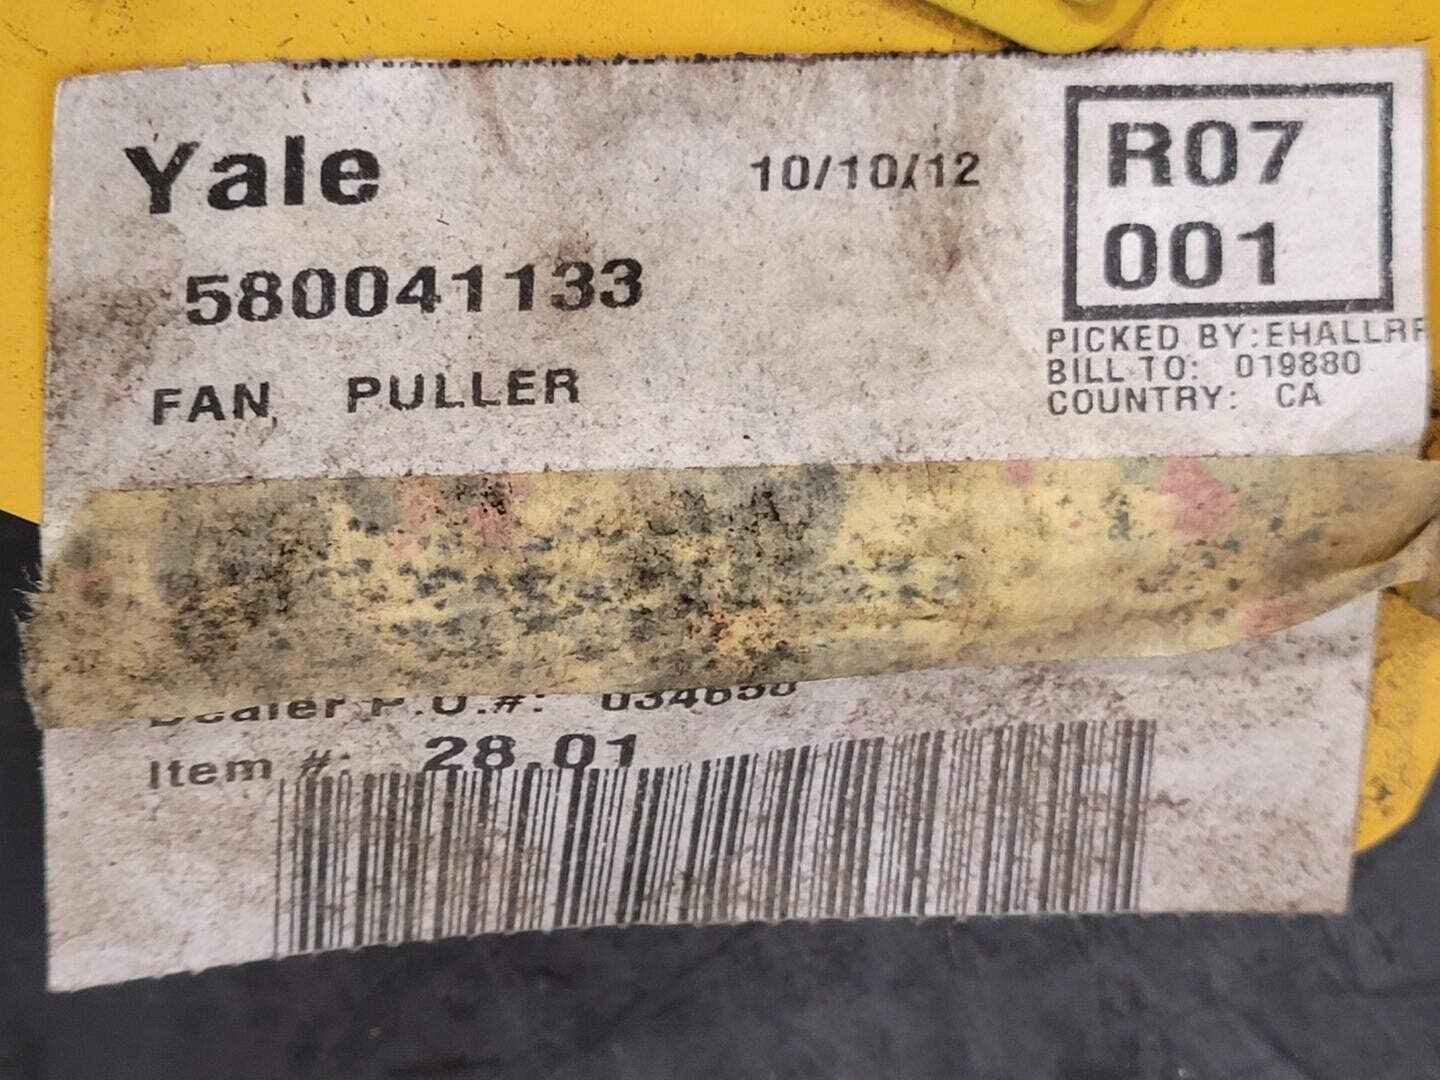 Yale
10/10/12
R07
001
580041133
PICKED BY:EHALLRF
BILL TO: 019880
COUNTRY: CA
FAN PULLER
Dealer P.O.#:
Item #: 28.01